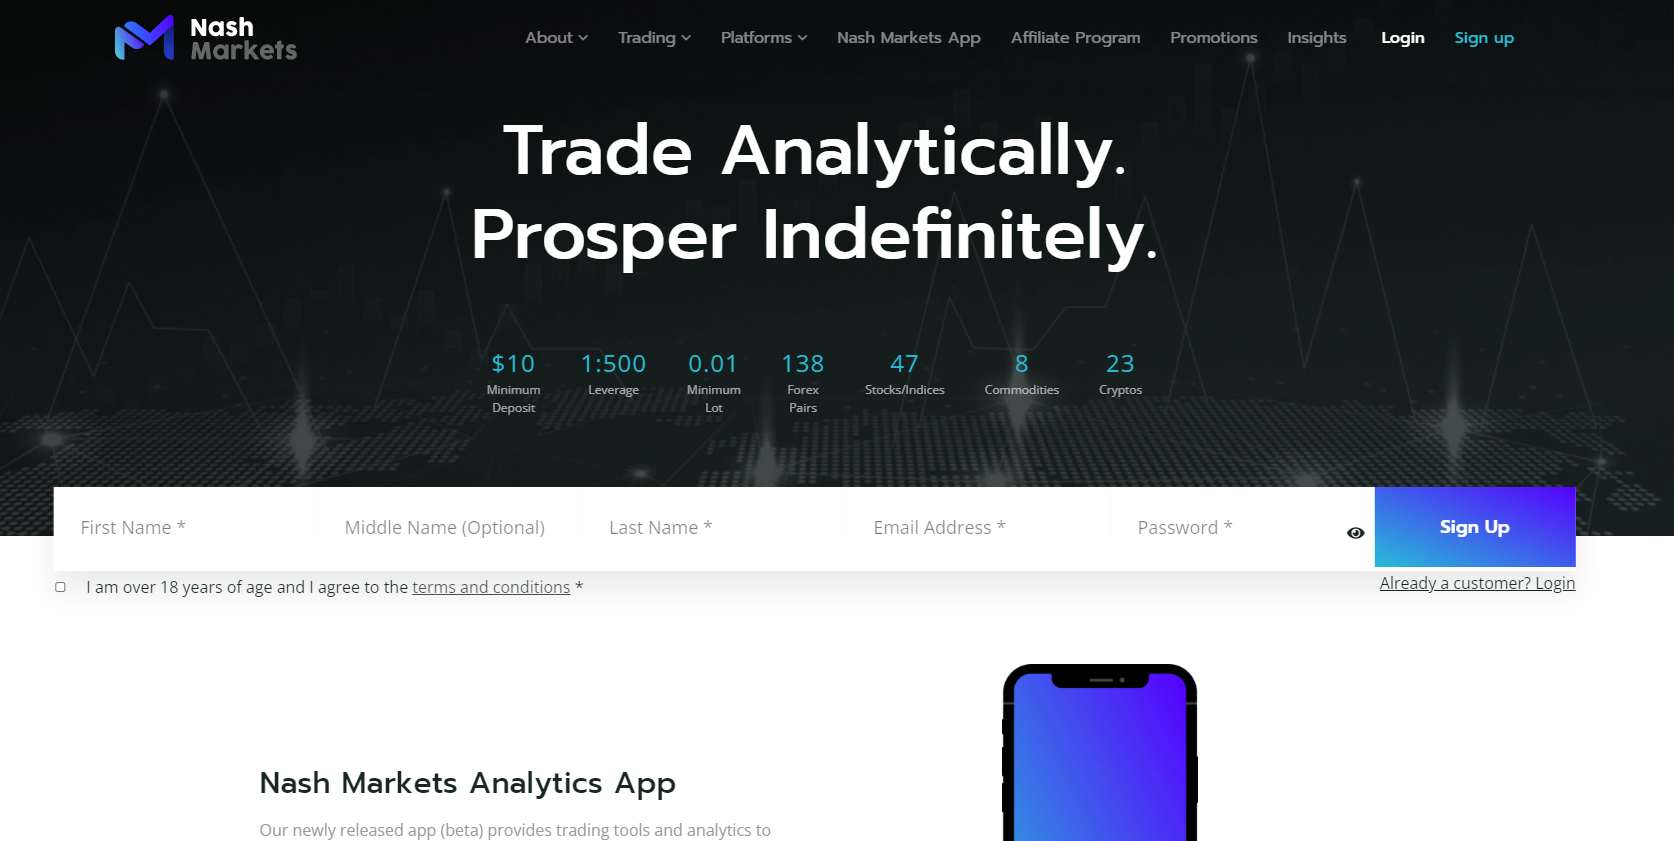 Nash
Markets
About
Trading
Platforms
Nash Markets App
Affiliate Program
Promotions
Insights
Login
Sign up
Trade Analytically.
Prosper Indefinitely.
$10
Minimum
Deposit
1:500
Leverage
0.01
Minimum
Lot
138
Forex
Pairs
47
Stocks/Indices
8
Commodities
23
Cryptos
First Name *
Middle Name (Optional)
Last Name *
Email Address *
Password *
Sign Up
I am over 18 years of age and I agree to the terms and conditions *
Already a customer? Login
Nash Markets Analytics App
Our newly released app (beta) provides trading tools and analytics to